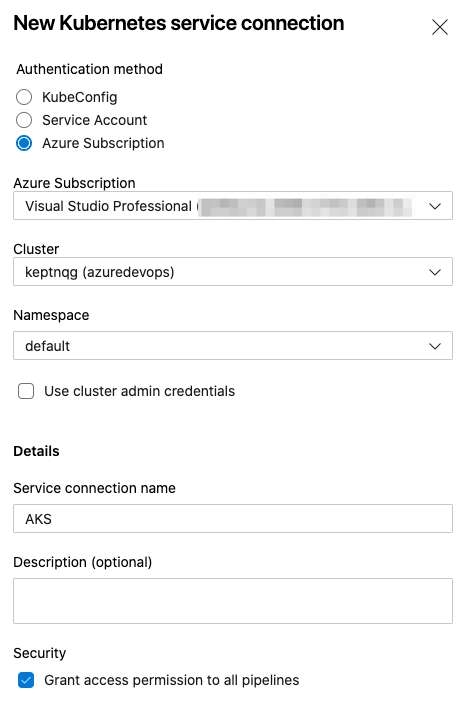 New Kubernetes service connection
Authentication method
KubeConfig
Service Account
Azure Subscription
Azure Subscription
Visual Studio Professional (
Cluster
keptnqg (azuredevops)
Namespace
default
Use cluster admin credentials
Details
Service connection name
AKS
Description (optional)
Security
Grant access permission to all pipelines